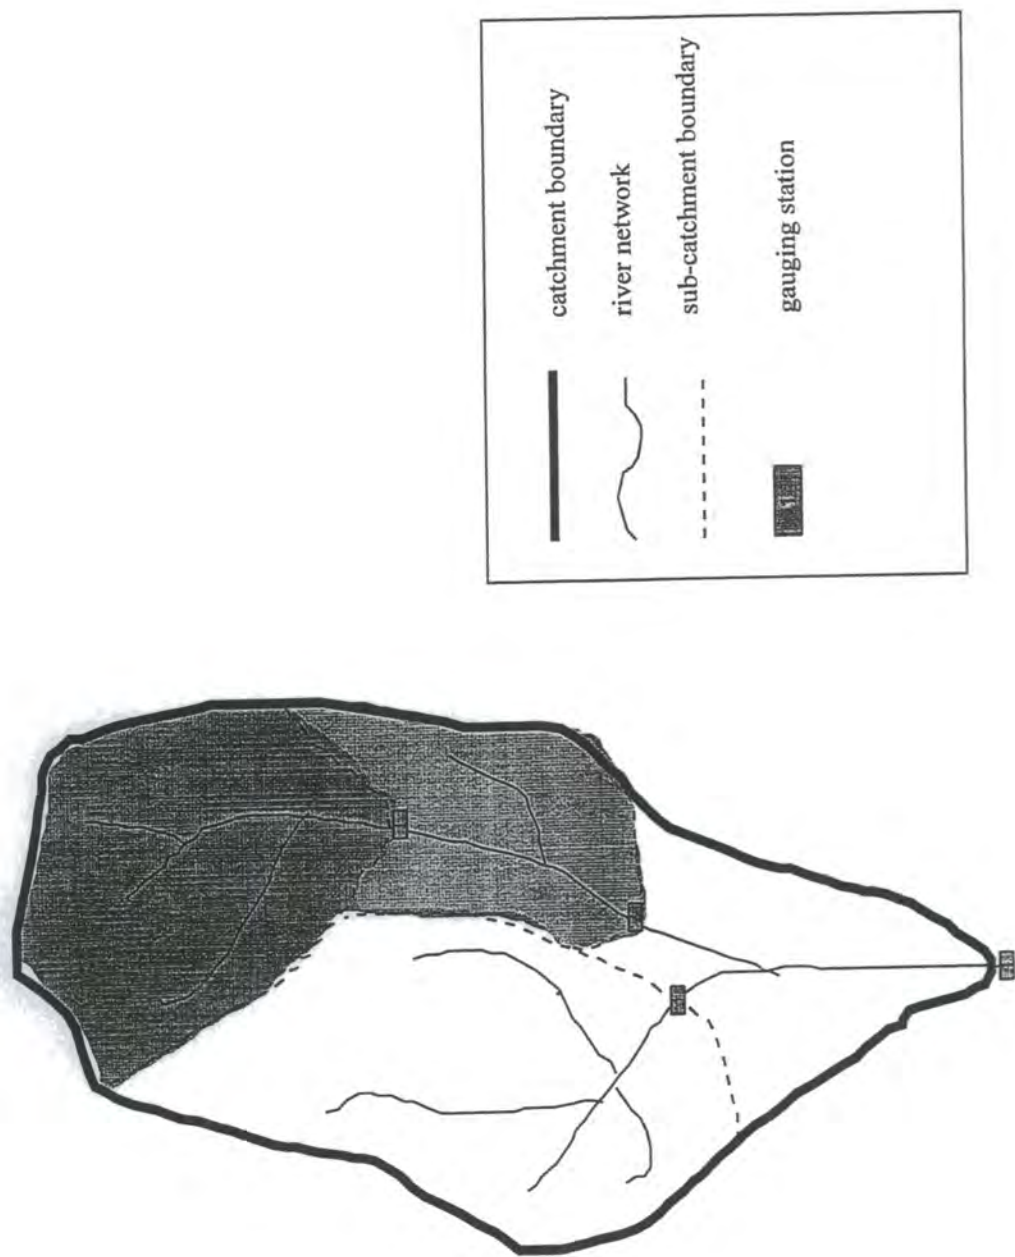 catchment boundary
river network
sub-catchment boundary
gauging station